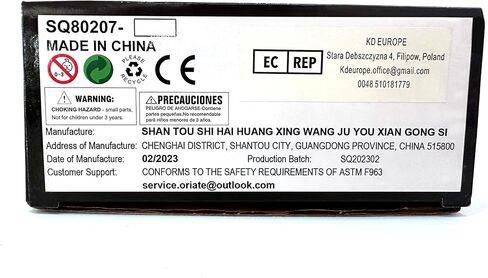 SQ80207-
MADE IN CHINA
0-3
PLEASE RECYCLE
EC REP
KD EUROPE
Stara Debszczyzna 4, Filipow, Poland
Kdeurope.office@gmail.com
0048 510181779
WARNING:
CHOKING HAZARD - small parts.
Not for children under 3 years.
PRECAUCIONES
PELIGRO DE AHOGARSE-Contiene
partes pequeñas.No recomendable
para niños menores de 3 años.
Manufacture: SHAN TOU SHI HAI HUANG XING WANG JU YOU XIAN GONG SI
Address of Manufacture: CHENGHAI DISTRICT, SHANTOU CITY, GUANGDONG PROVINCE, CHINA 515800
Date of Manufacture: 02/2023 Production Batch: SQ202302
Customer Support: CONFORMS TO THE SAFETY REQUIREMENTS OF ASTM F963
service.oriate@outlook.com